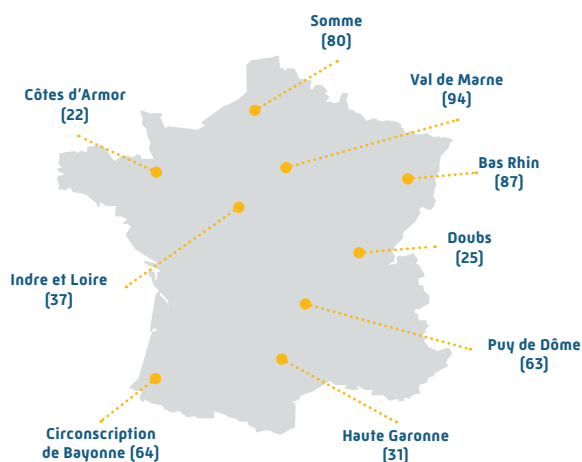 Somme
(80)
Val de Marne
(94)
Côtes d'Armor
(22)
Bas Rhin
(87)
Doubs
(25)
Indre et Loire
(37)
Puy de Dôme
(63)
Circonscription
de Bayonne (64)
Haute Garonne
(31)